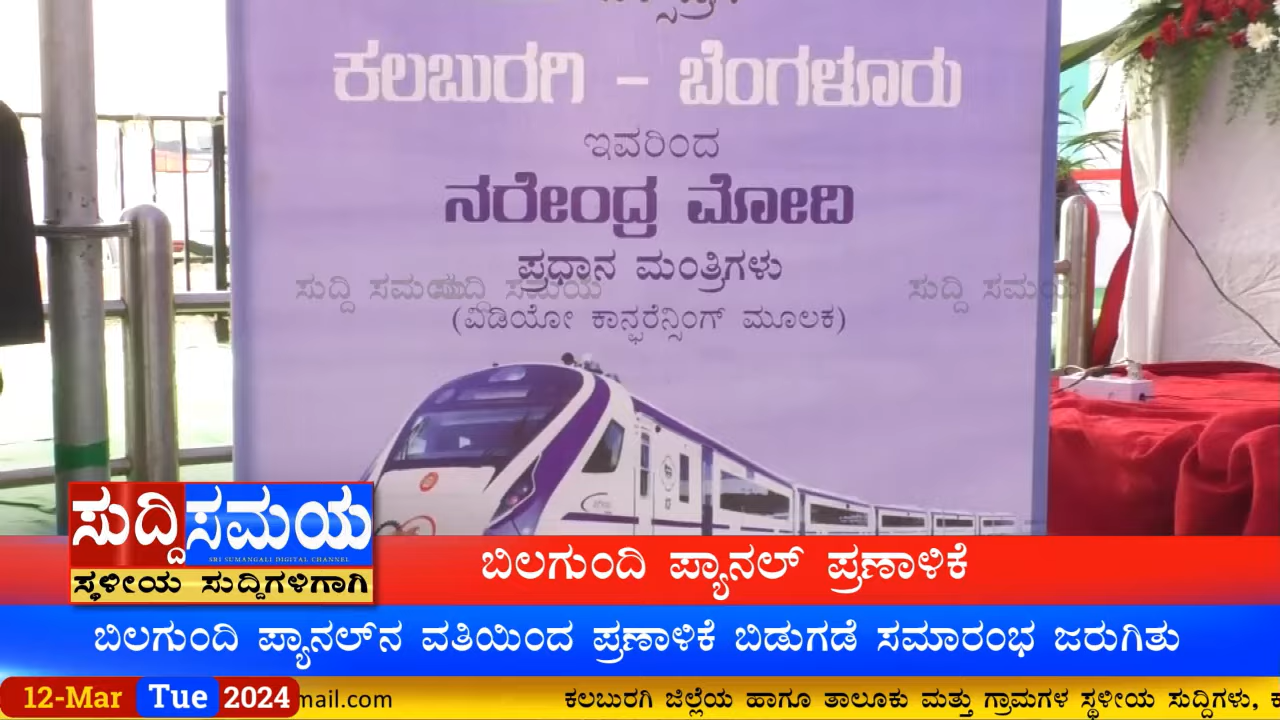 ಕಲಬುರಗಿ - ಬೆಂಗಳೂರು
ಇವರಿಂದ
ನರೇಂದ್ರ ಮೋದಿ
ಪ್ರಧಾನ ಮಂತ್ರಿಗಳು
ಸುದ್ದಿ ಸಮಯ
ಸುದ್ದಿ ಸಮಯ
(ವಿಡಿಯೋ ಕಾನ್ಫರೆನ್ಸಿಂಗ್ ಮೂಲಕ)
ಸುದ್ದಿ ಸಮಯ
SRI SUMANGALI DIGITAL CHANNEL
ಸ್ಥಳೀಯ ಸುದ್ದಿಗಳಿಗಾಗಿ
ಬಿಲಗುಂದಿ ಪ್ಯಾನಲ್ ಪ್ರಣಾಳಿಕೆ
ಬಿಲಗುಂದಿ ಪ್ಯಾನಲ್‌ನ ವತಿಯಿಂದ ಪ್ರಣಾಳಿಕೆ ಬಿಡುಗಡೆ ಸಮಾರಂಭ ಜರುಗಿತು
12-Mar Tue 2024 mail.com ಕಲಬುರಗಿ ಜಿಲ್ಲೆಯ ಹಾಗೂ ತಾಲೂಕು ಮತ್ತು ಗ್ರಾಮಗಳ ಸ್ಥಳೀಯ ಸುದ್ದಿಗಳು,